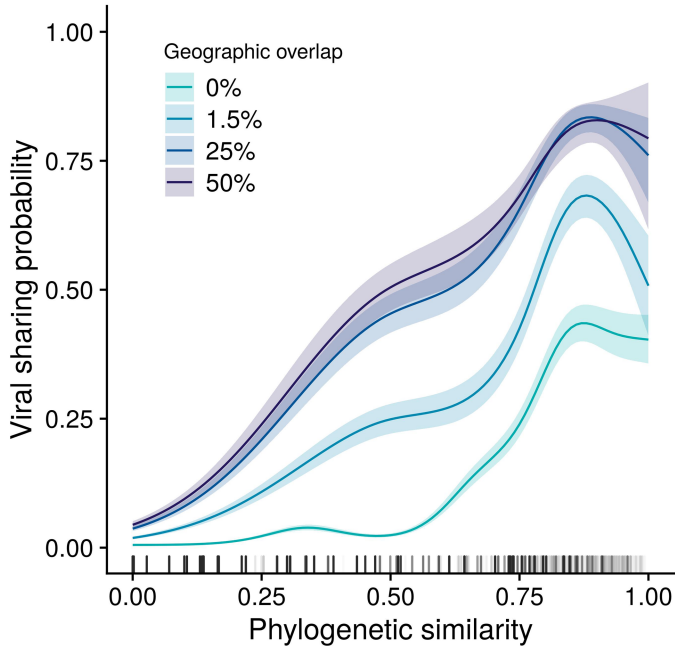 Viral sharing probability
1.00
0.75
0.50
0.25
0.00
Geographic overlap
0%
1.5%
25%
50%
0.00 0.25 0.50 0.75 1.00
Phylogenetic similarity